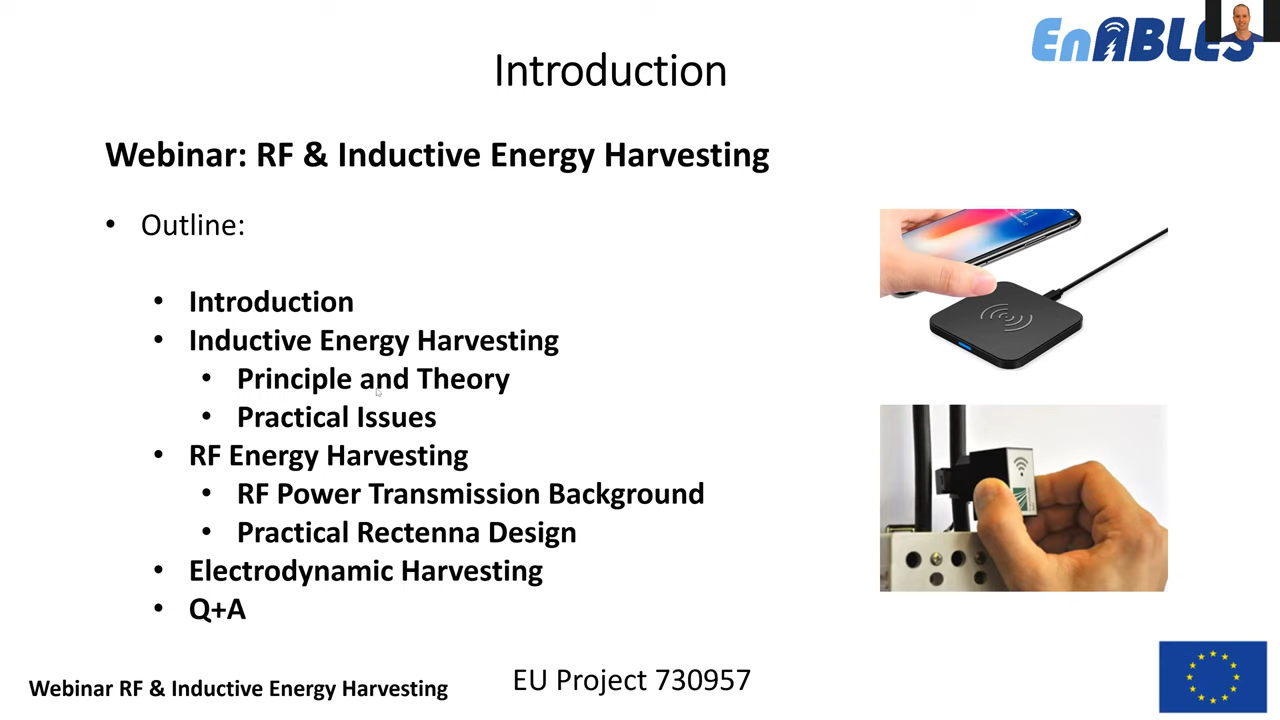 EnABLES
Introduction
Webinar: RF & Inductive Energy Harvesting
• Outline:
• Introduction
• Inductive Energy Harvesting
• Principle and Theory
• Practical Issues
• RF Energy Harvesting
• RF Power Transmission Background
• Practical Rectenna Design
• Electrodynamic Harvesting
• Q+A
Webinar RF & Inductive Energy Harvesting
EU Project 730957